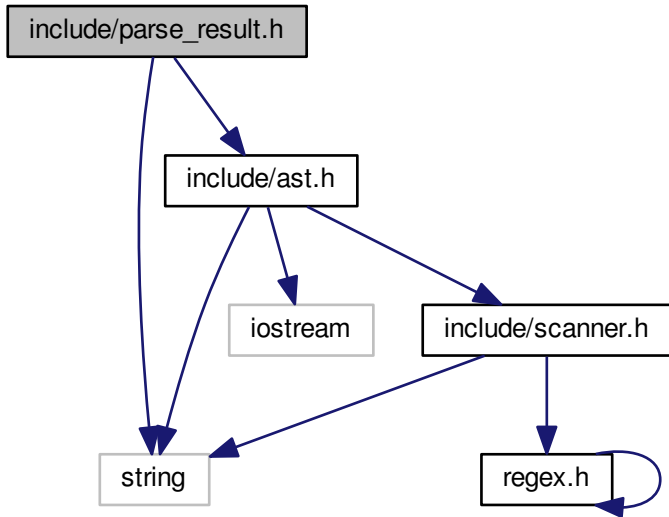 include/parse_result.h
include/ast.h
iostream
include/scanner.h
string
regex.h